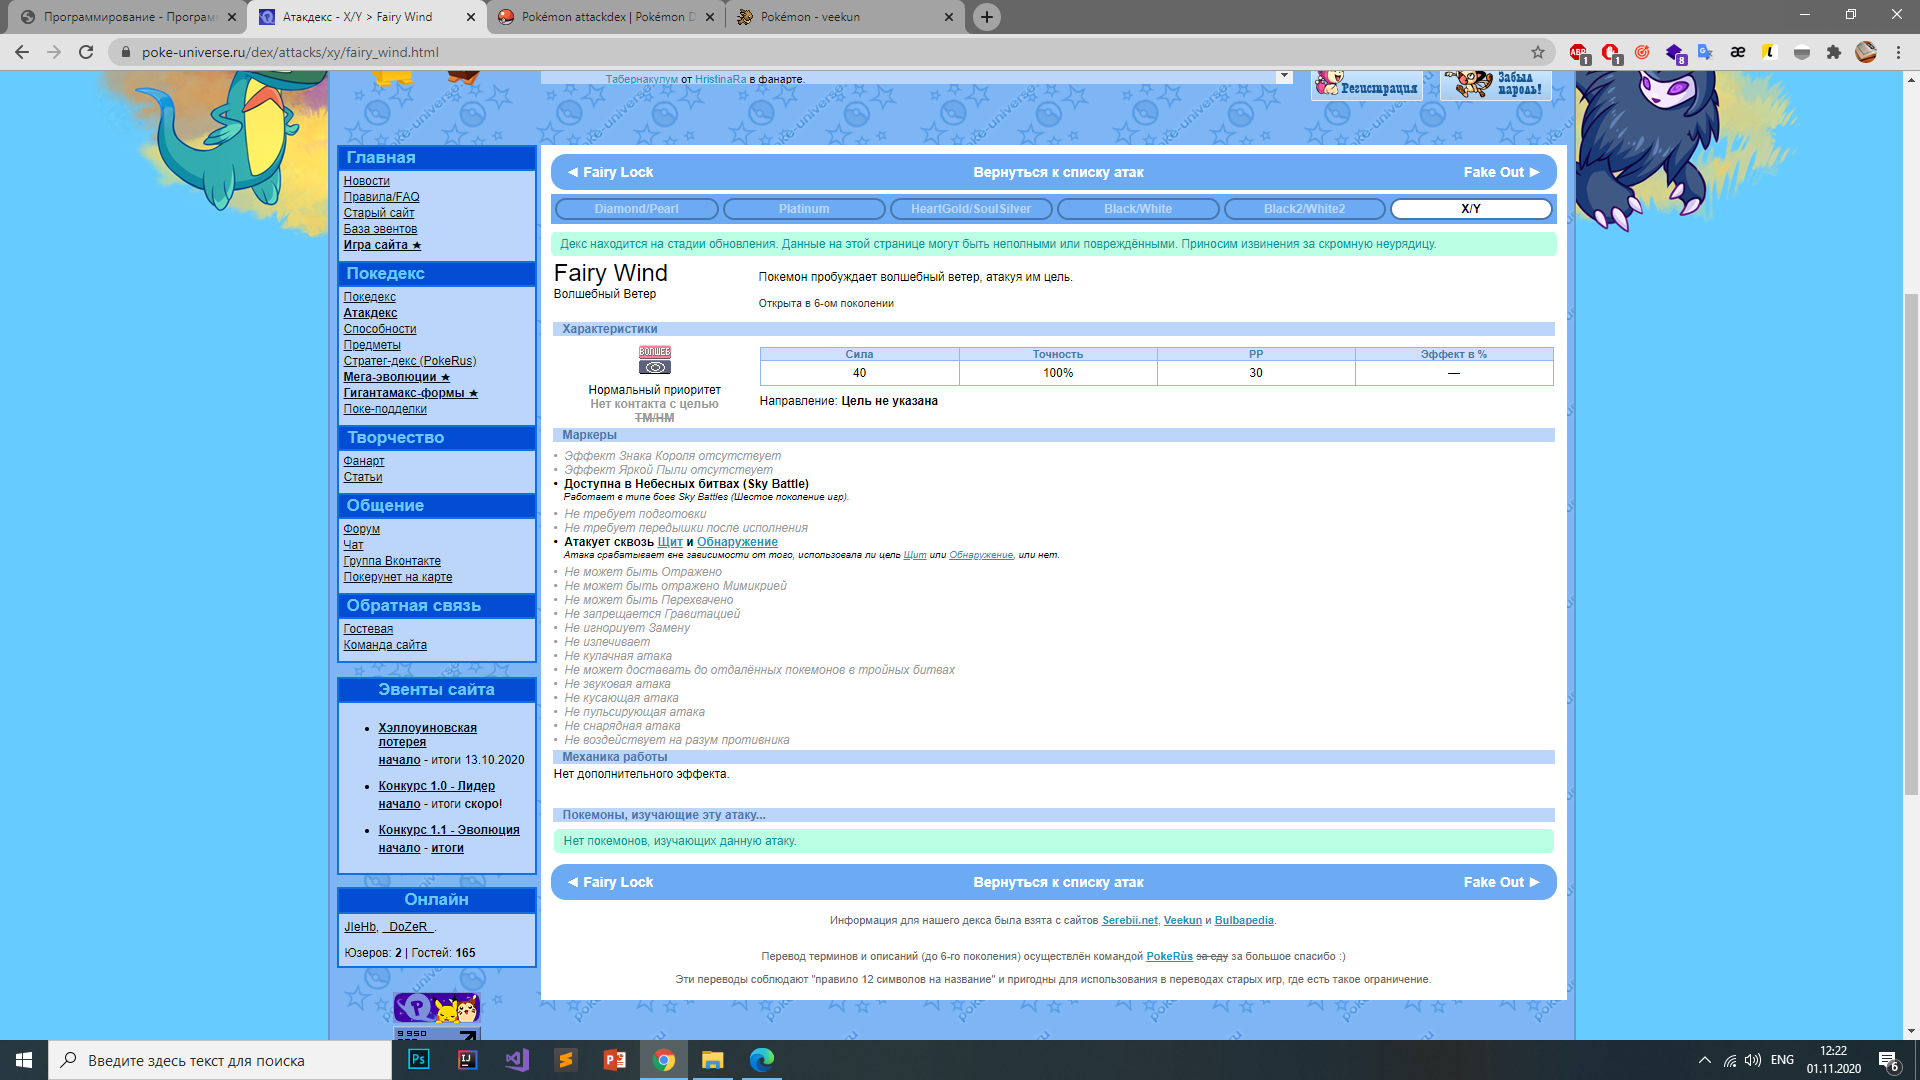 Программирование - Програм
Атакдекс - X/Y > Fairy Wind
Pokémon attackdex | Pokémon D
Pokémon - veekun
poke-universe.ru/dex/attacks/xy/fairy_wind.html
Табернакулум от HristinaRa в фанарте.
Регистрация
Забыл пароль!
Главная
Новости
Правила/FAQ
Старый сайт
База эвентов
Игра сайта ★
Покедекс
Покедекс
Атакдекс
Способности
Предметы
Стратег-декс (PokeRus)
Мега-эволюции ★
Гигантамакс-формы ★
Поке-подделки
Творчество
Фанарт
Статьи
Общение
Форум
Чат
Группа Вконтакте
Покерунет на карте
Обратная связь
Гостевая
Команда сайта
Эвенты сайта
• Хэллоуиновская
лотерея
начало - итоги 13.10.2020
• Конкурс 1.0 - Лидер
начало - итоги скоро!
• Конкурс 1.1 - Эволюция
начало - итоги
Онлайн
JleHb, _DoZeR_.
Юзеров: 2 | Гостей: 165
9 950
◄ Fairy Lock
Вернуться к списку атак
Fake Out ►
Diamond/Pearl
Platinum
HeartGold/SoulSilver
Black/White
Black2/White2
X/Y
Декс находится на стадии обновления. Данные на этой странице могут быть неполными или повреждёнными. Приносим извинения за скромную неурядицу.
Fairy Wind
Волшебный Ветер
Покемон пробуждает волшебный ветер, атакуя им цель.
Открыта в 6-ом поколении
Характеристики
ВОЛШЕБ
Нормальный приоритет
Нет контакта с целью
TM/HM
Сила Точность PP Эффект в %
40 100% 30 —
Направление: Цель не указана
Маркеры
• Эффект Знака Короля отсутствует
• Эффект Яркой Пыли отсутствует
• Доступна в Небесных битвах (Sky Battle)
Работает в типе боев Sky Battles (Шестое поколение игр).
• Не требует подготовки
• Не требует передышки после исполнения
• Атакует сквозь Щит и Обнаружение
Атака срабатывает вне зависимости от того, использовала ли цель Щит или Обнаружение, или нет.
• Не может быть Отражено
• Не может быть отражено Мимикрией
• Не может быть Перехвачено
• Не запрещается Гравитацией
• Не игнориует Замену
• Не излечивает
• Не кулачная атака
• Не может доставать до отдалённых покемонов в тройных битвах
• Не звуковая атака
• Не кусающая атака
• Не пульсирующая атака
• Не снарядная атака
• Не воздействует на разум противника
Механика работы
Нет дополнительного эффекта.
Покемоны, изучающие эту атаку...
Нет покемонов, изучающих данную атаку.
◄ Fairy Lock
Вернуться к списку атак
Fake Out ►
Информация для нашего декса была взята с сайтов Serebii.net, Veekun и Bulbapedia.
Перевод терминов и описаний (до 6-го поколения) осуществлён командой PokeRus за еду за большое спасибо :)
Эти переводы соблюдают "правило 12 символов на название" и пригодны для использования в переводах старых игр, где есть такое ограничение.
Введите здесь текст для поиска
ENG
12:22
01.11.2020
6